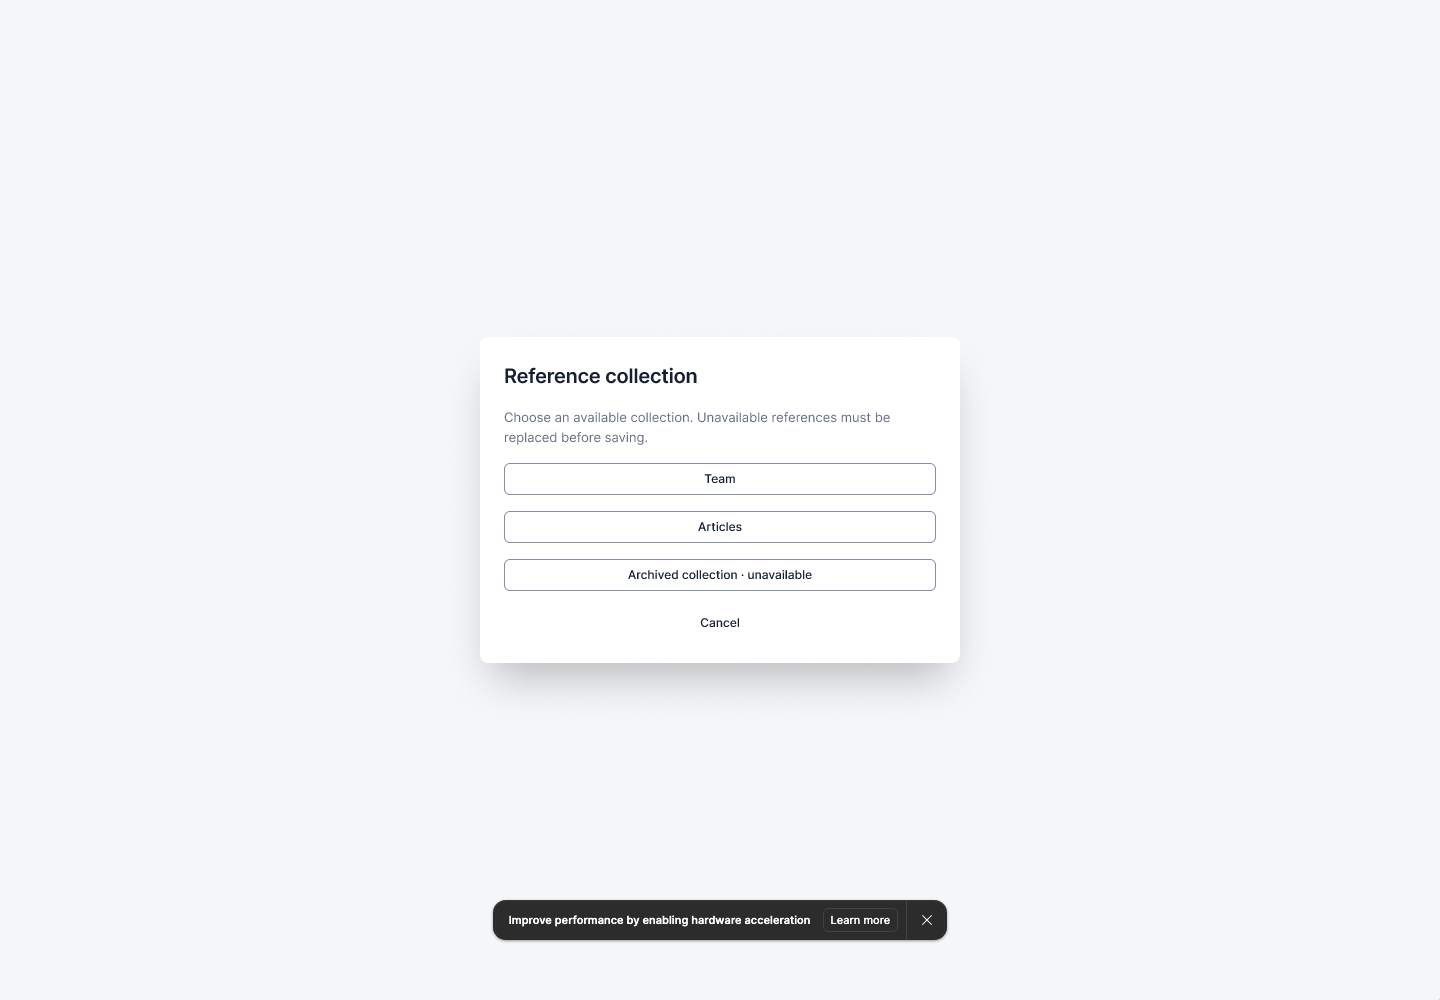 Reference collection
Choose an available collection. Unavailable references must be
replaced before saving.
Team
Articles
Archived collection · unavailable
Cancel
Improve performance by enabling hardware acceleration Learn more